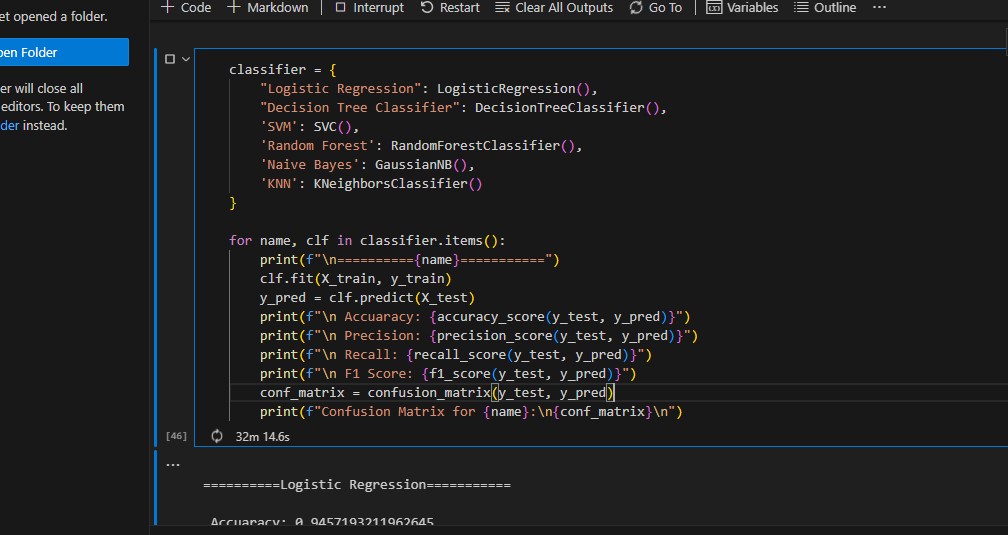 et opened a folder.
pen Folder
er will close all
editors. To keep them
der instead.
+ Code + Markdown Interrupt Restart Clear All Outputs Go To Variables Outline ...
classifier = {
"Logistic Regression": LogisticRegression(),
"Decision Tree Classifier": DecisionTreeClassifier(),
'SVM': SVC(),
'Random Forest': RandomForestClassifier(),
'Naive Bayes': GaussianNB(),
'KNN': KNeighborsClassifier()
}
for name, clf in classifier.items():
print(f"\n=========={name}===========")
clf.fit(X_train, y_train)
y_pred = clf.predict(X_test)
print(f"\n Accuaracy: {accuracy_score(y_test, y_pred)}")
print(f"\n Precision: {precision_score(y_test, y_pred)}")
print(f"\n Recall: {recall_score(y_test, y_pred)}")
print(f"\n F1 Score: {f1_score(y_test, y_pred)}")
conf_matrix = confusion_matrix(y_test, y_pred)
print(f"Confusion Matrix for {name}:\n{conf_matrix}\n")
[46] 32m 14.6s
...
==========Logistic Regression===========
Accuaracy: 0.9457193211962645